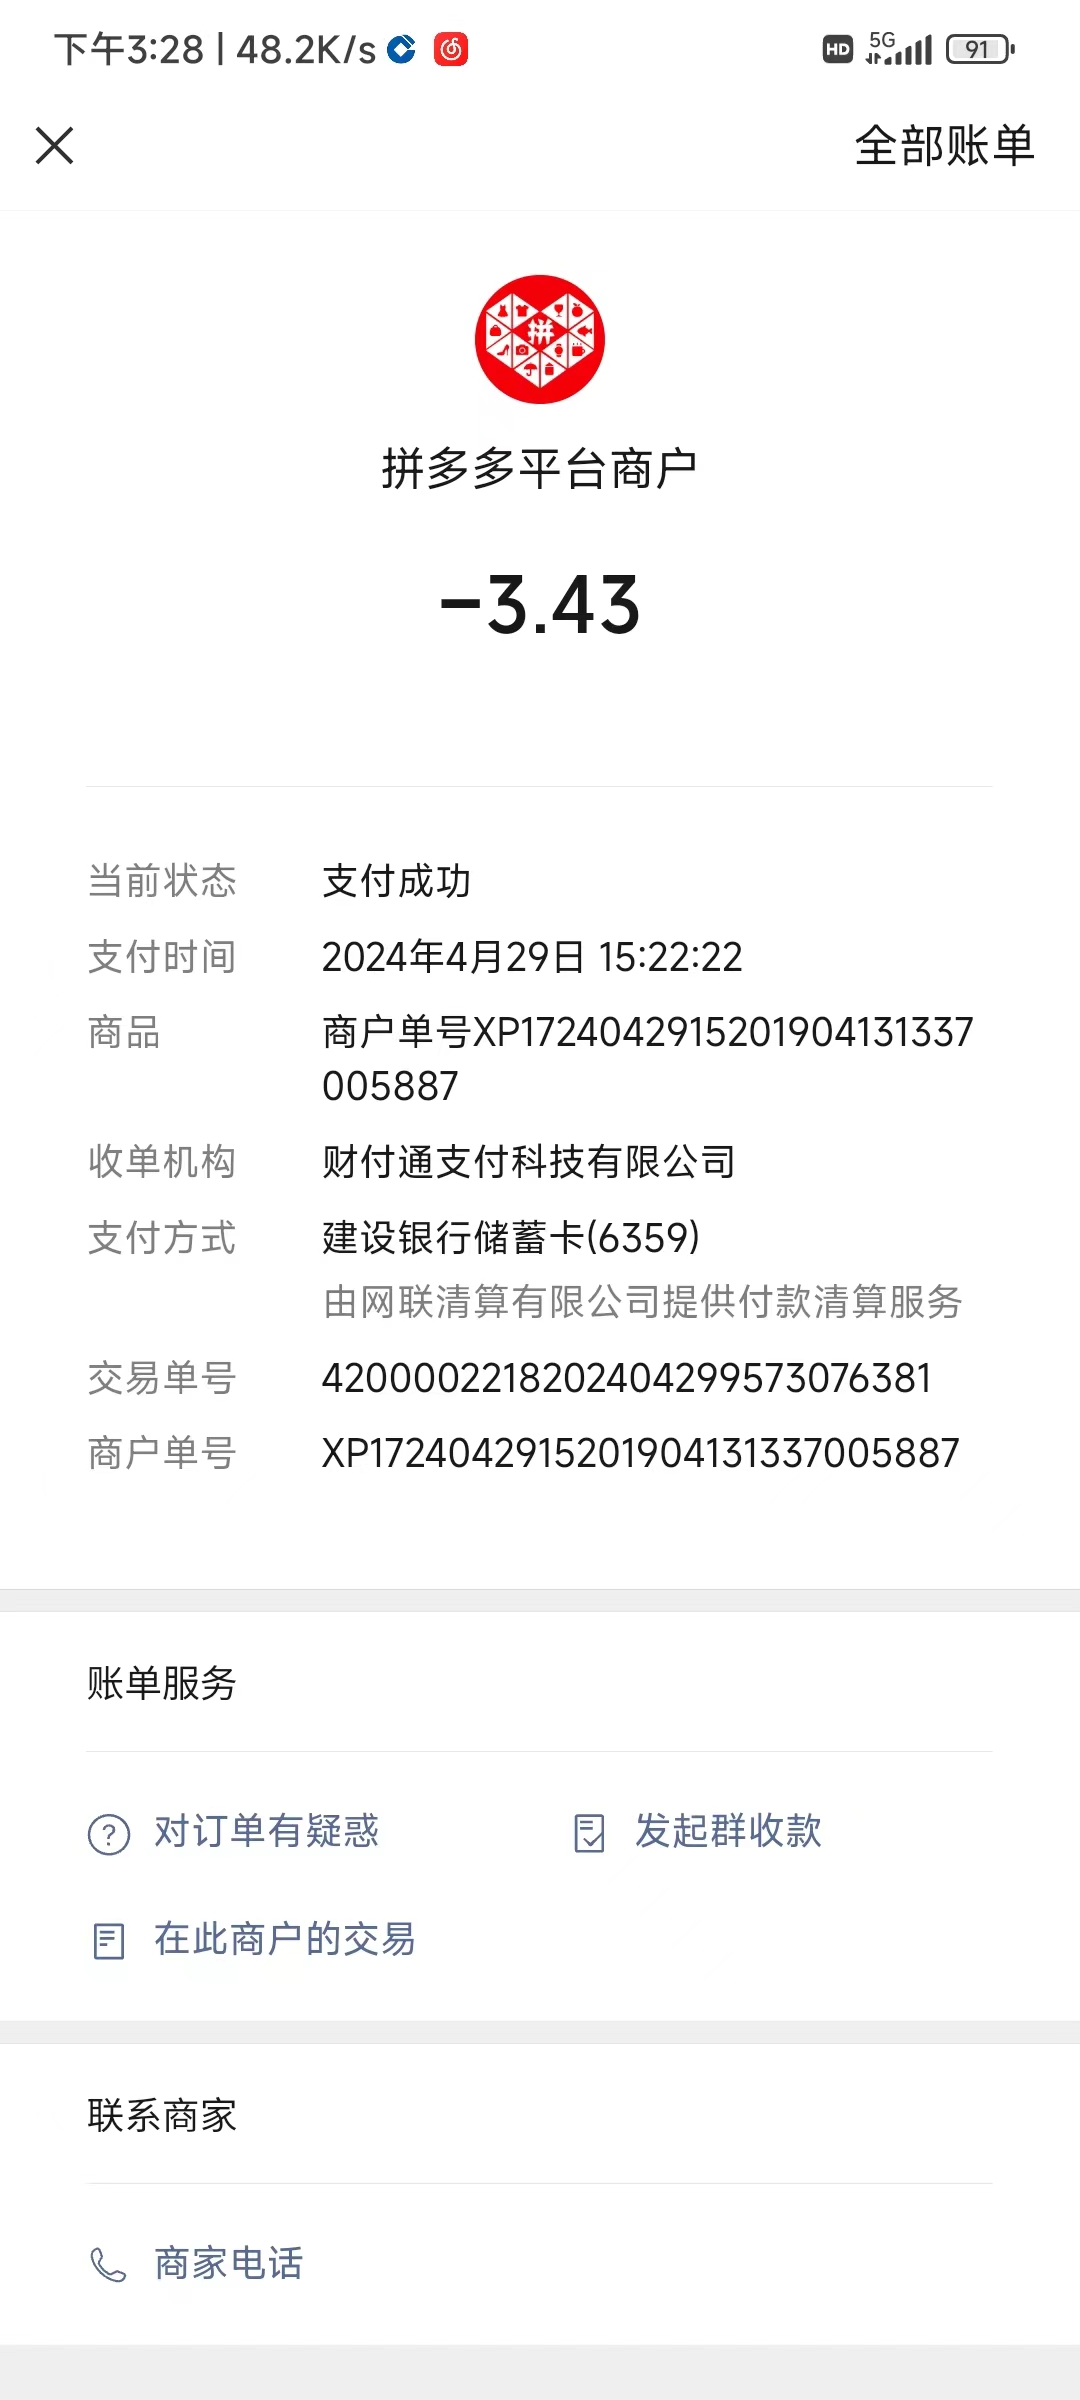 下午3:28 | 48.2K/s HD 5G 91
全部账单
拼
拼多多平台商户
-3.43
当前状态 支付成功
支付时间 2024年4月29日 15:22:22
商品 商户单号XP1724042915201904131337
005887
收单机构 财付通支付科技有限公司
支付方式 建设银行储蓄卡(6359)
由网联清算有限公司提供付款清算服务
交易单号 4200002218202404299573076381
商户单号 XP1724042915201904131337005887
账单服务
对订单有疑惑 发起群收款
在此商户的交易
联系商家
商家电话